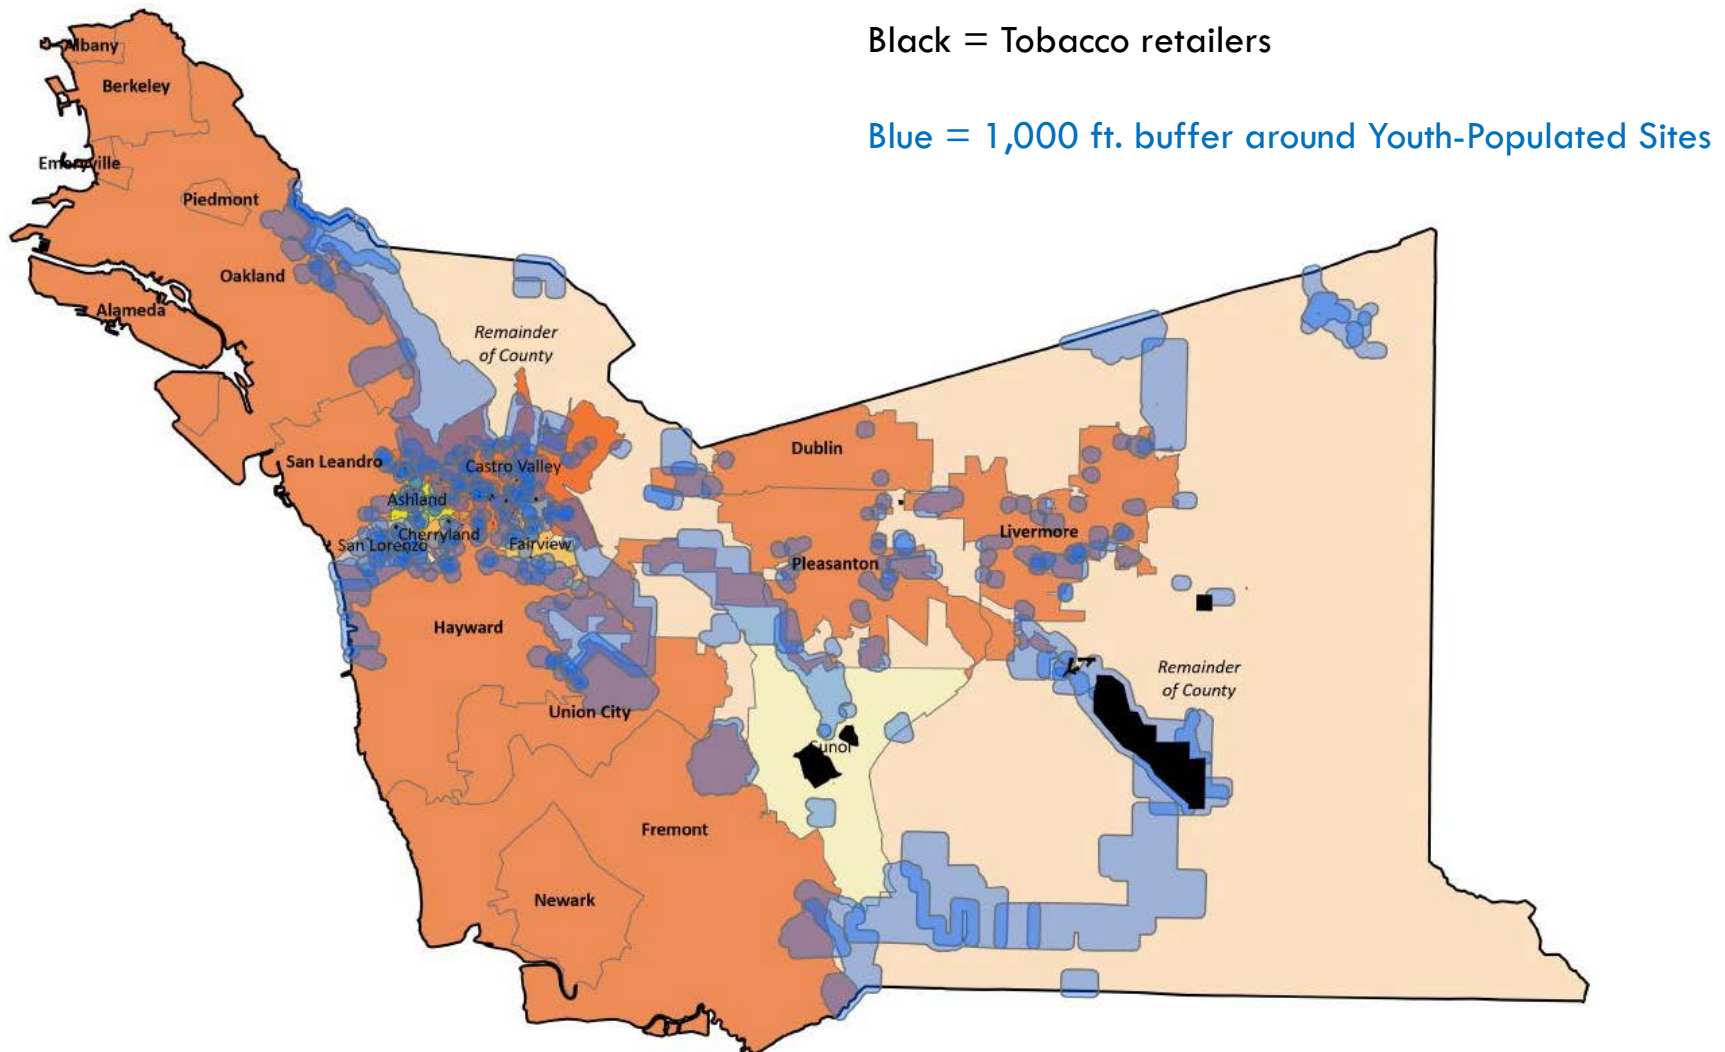 Black = Tobacco retailers
Blue = 1,000 ft. buffer around Youth-Populated Sites
Albany
Berkeley
Emeryville
Piedmont
Oakland
Alameda
Remainder
of County
San Leandro
Castro Valley
Ashland
Cherryland
San Lorenzo
Fairview
Dublin
Livermore
Pleasanton
Hayward
Remainder
of County
Union City
Sunol
Fremont
Newark